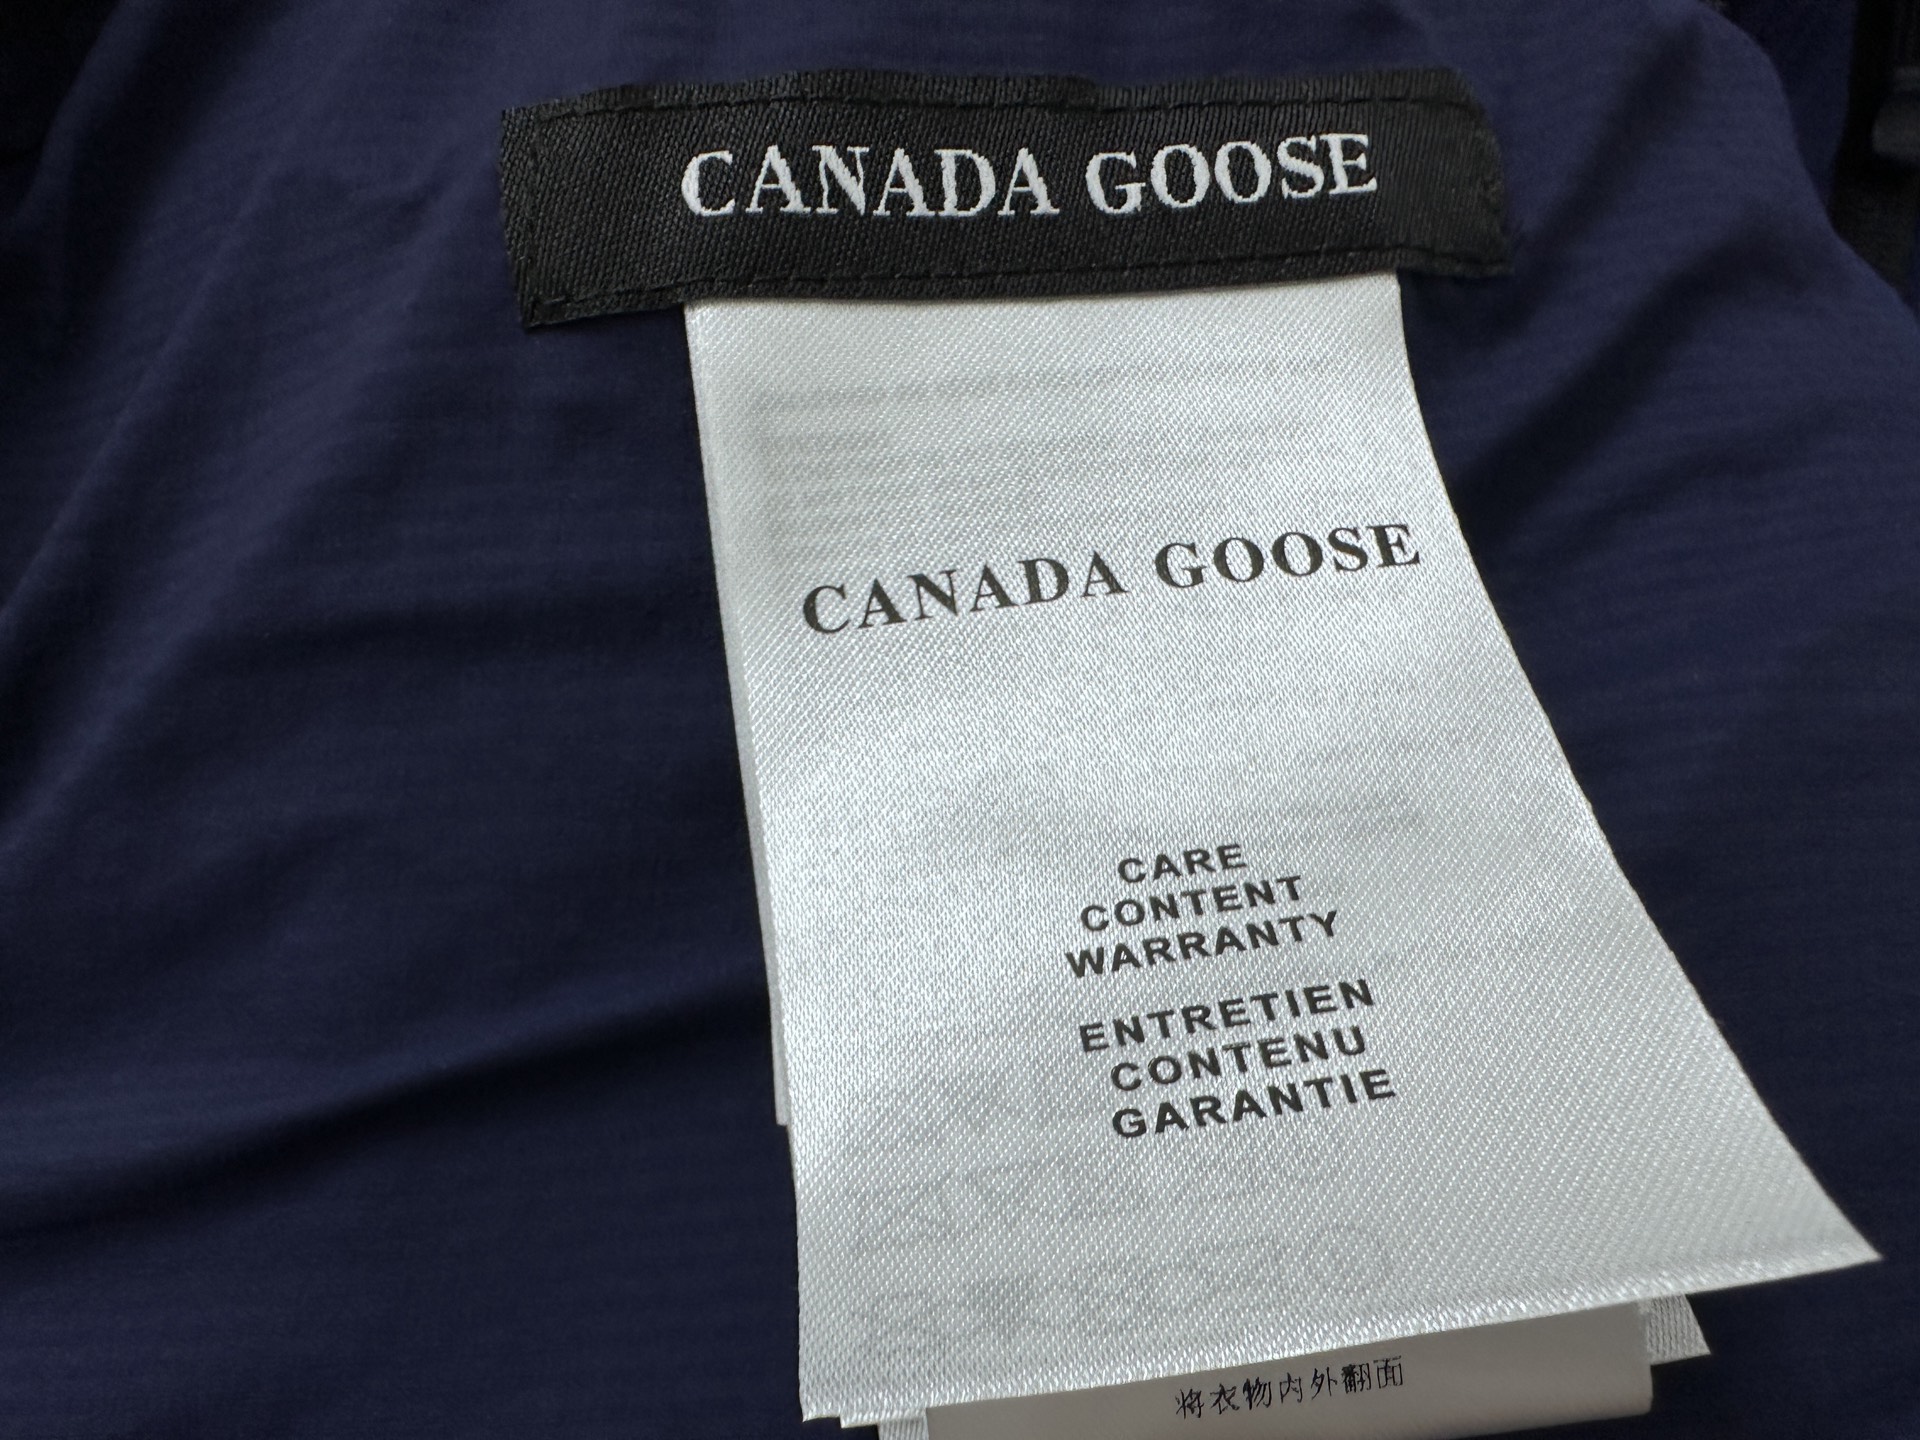 CANADA GOOSE
CANADA GOOSE
CARE
CONTENT
WARRANTY
ENTRETIEN
CONTENU
GARANTIE
将衣物内外翻面